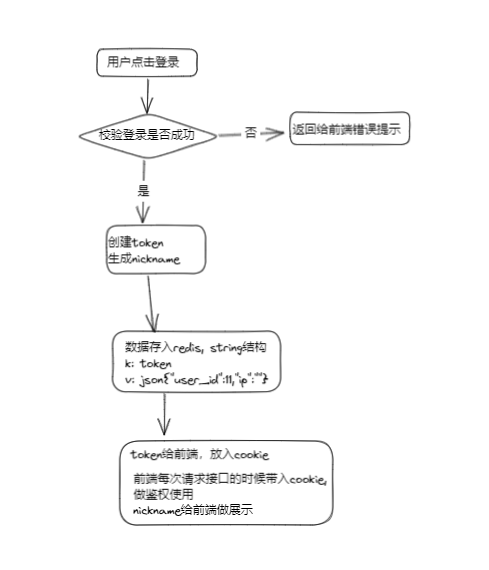 用户点击登录
校验登录是否成功
否
返回给前端错误提示
是
创建token
生成nickname
数据存入redis, string结构
k: token
v: json{"user_id":11,"ip":""}
token给前端，放入cookie
前端每次请求接口的时候带入cookie,
做鉴权使用
nickname给前端做展示